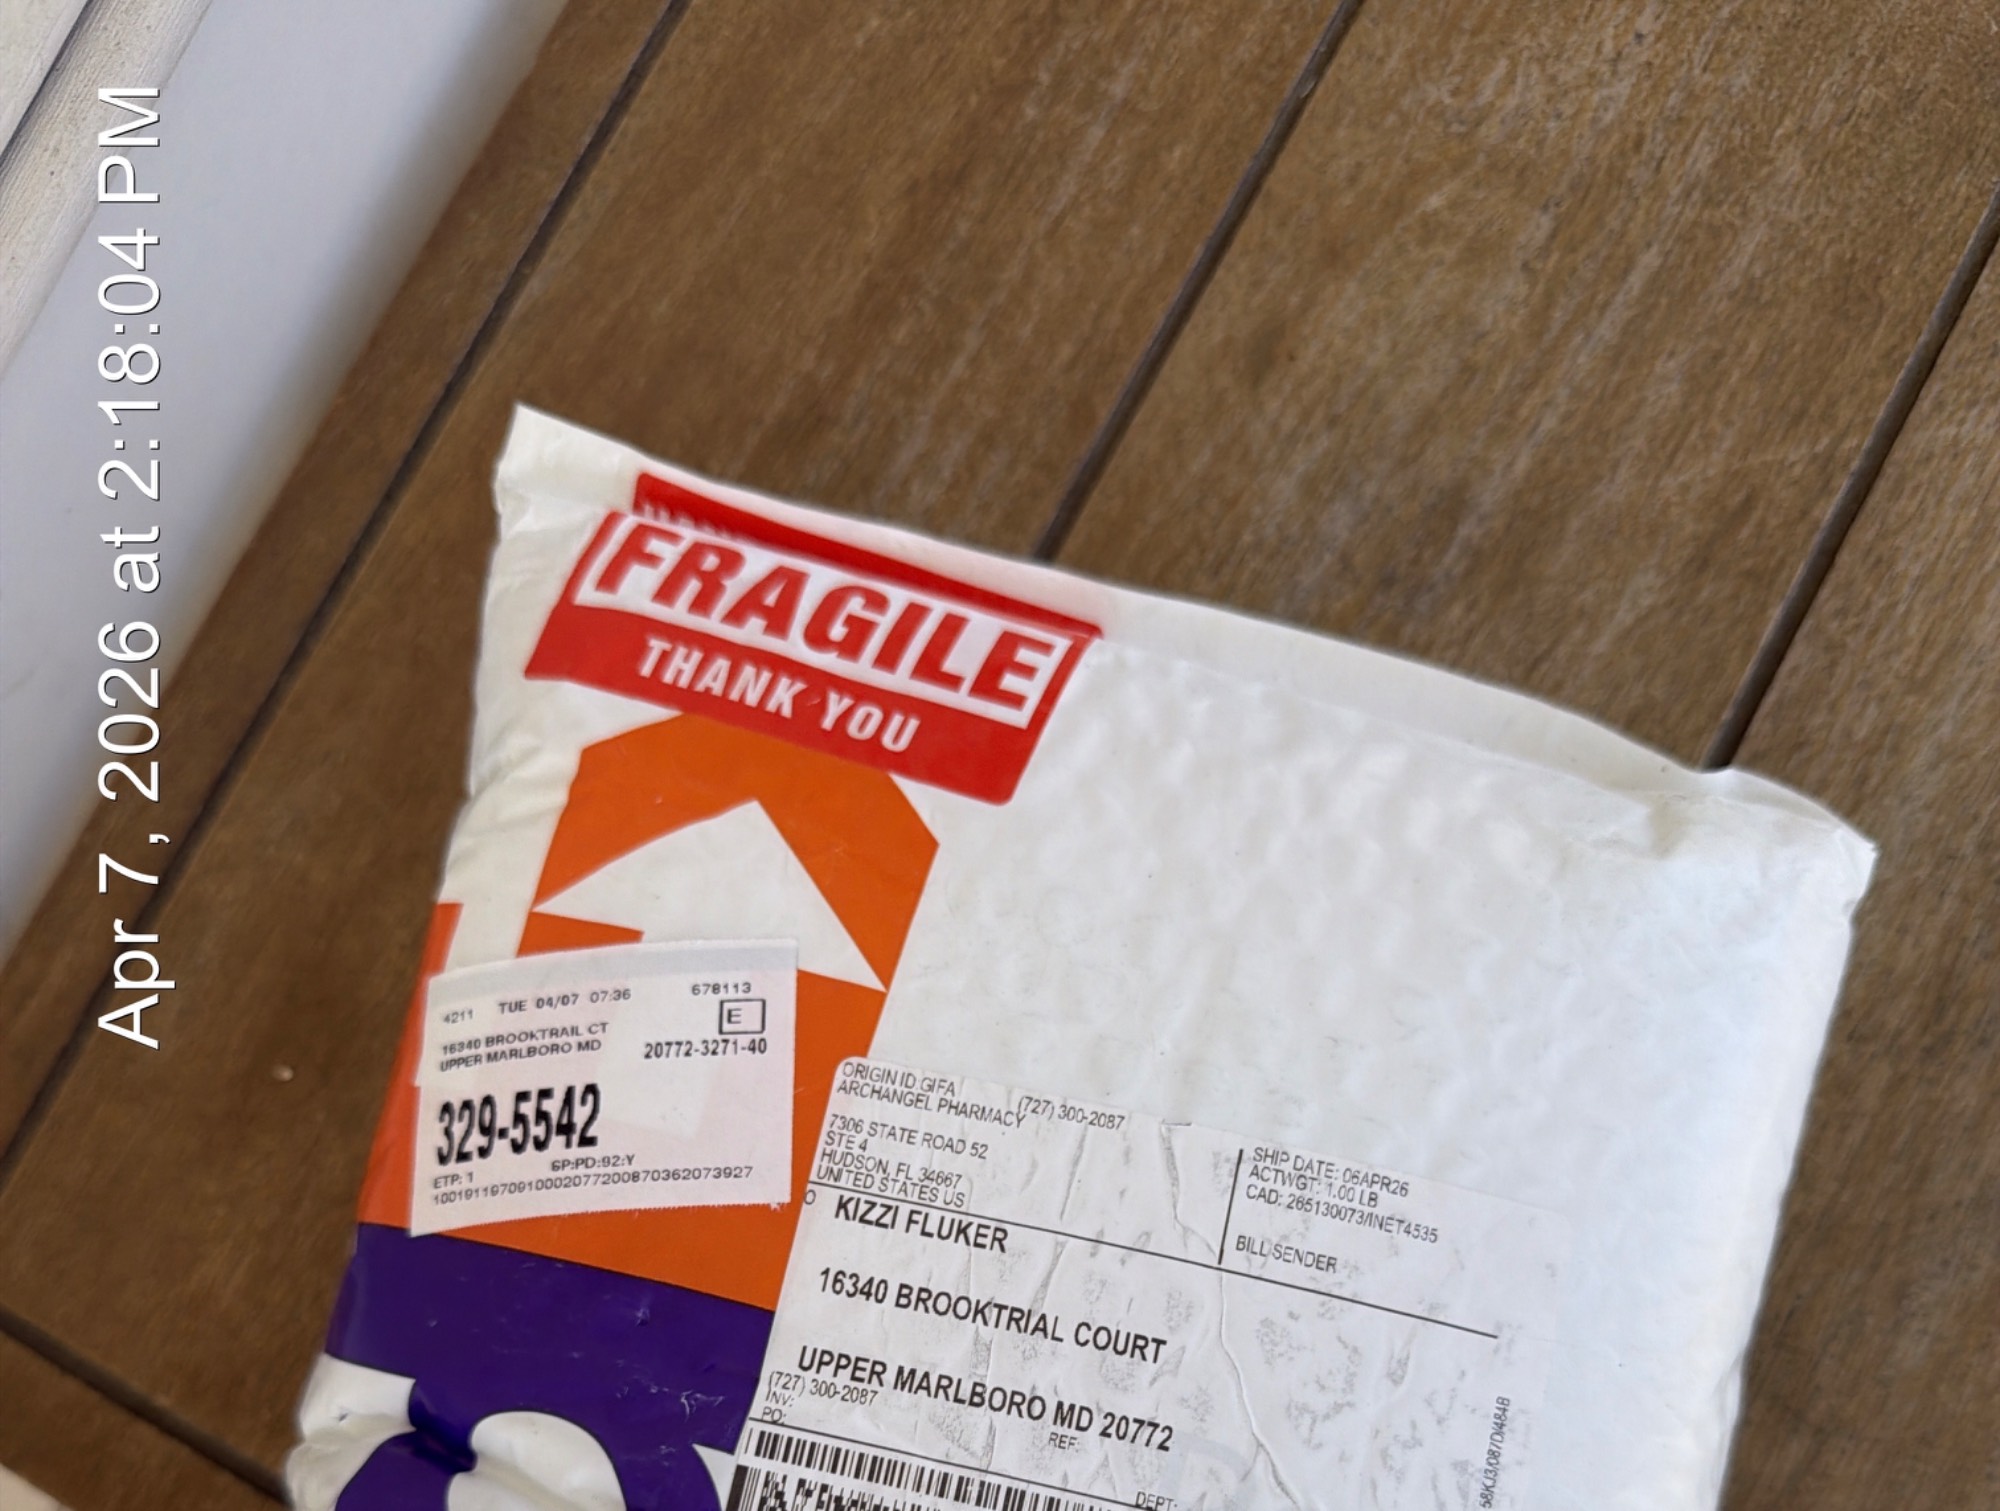 Apr 7, 2026 at 2:18:04 PM
FRAGILE
THANK YOU
4211 TUE 04/07 07:36 678113
E
16340 BROOKTRAIL CT
UPPER MARLBORO MD 20772-3271-40
329-5542
ETP: 1 SP:PD:92:Y
1001911970910002077200870362073927
ORIGIN ID:GIFA (727) 300-2087
ARCHANGEL PHARMACY
7306 STATE ROAD 52
STE 4
HUDSON, FL 34667
UNITED STATES US
SHIP DATE: 06APR26
ACTWGT: 1.00 LB
CAD: 265130073/INET4535
BILL SENDER
O KIZZI FLUKER
16340 BROOKTRIAL COURT
UPPER MARLBORO MD 20772
(727) 300-2087
INV:
PO: REF:
DEPT: